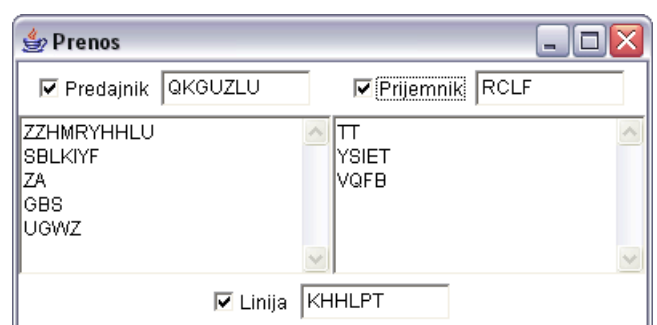 Prenos
Predajnik QKGUZLU Prijemnik RCLF
ZZHMRYHHLU
SBLKIYF
ZA
GBS
UGWZ
TT
YSIET
VQFB
Linija KHHLPT